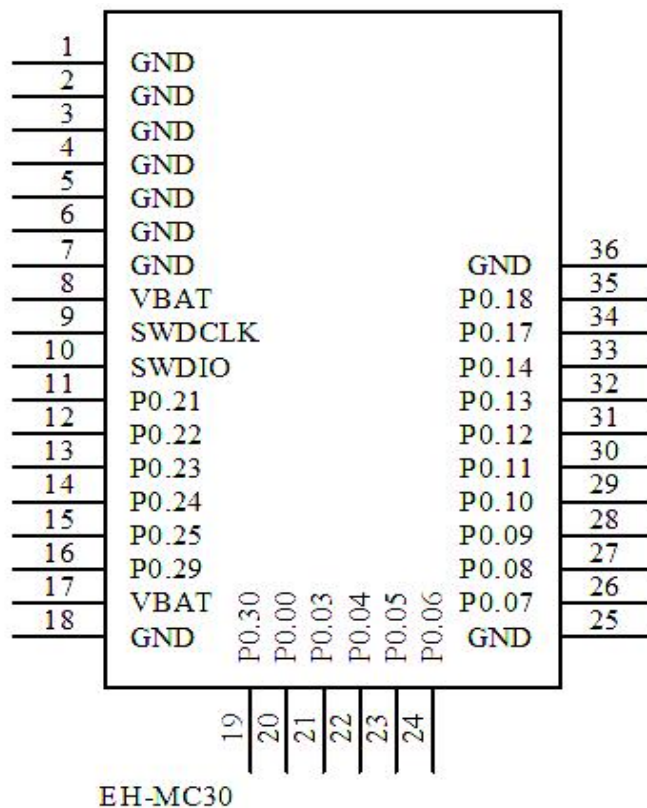 1 GND
2 GND
3 GND
4 GND
5 GND
6 GND
7 GND GND 36
8 VBAT P0.18 35
9 SWDCLK P0.17 34
10 SWDIO P0.14 33
11 P0.21 P0.13 32
12 P0.22 P0.12 31
13 P0.23 P0.11 30
14 P0.24 P0.10 29
15 P0.25 P0.09 28
16 P0.29 P0.08 27
17 VBAT P0.07 26
18 GND GND 25
P0.30 P0.00 P0.03 P0.04 P0.05 P0.06
19 20 21 22 23 24
EH-MC30